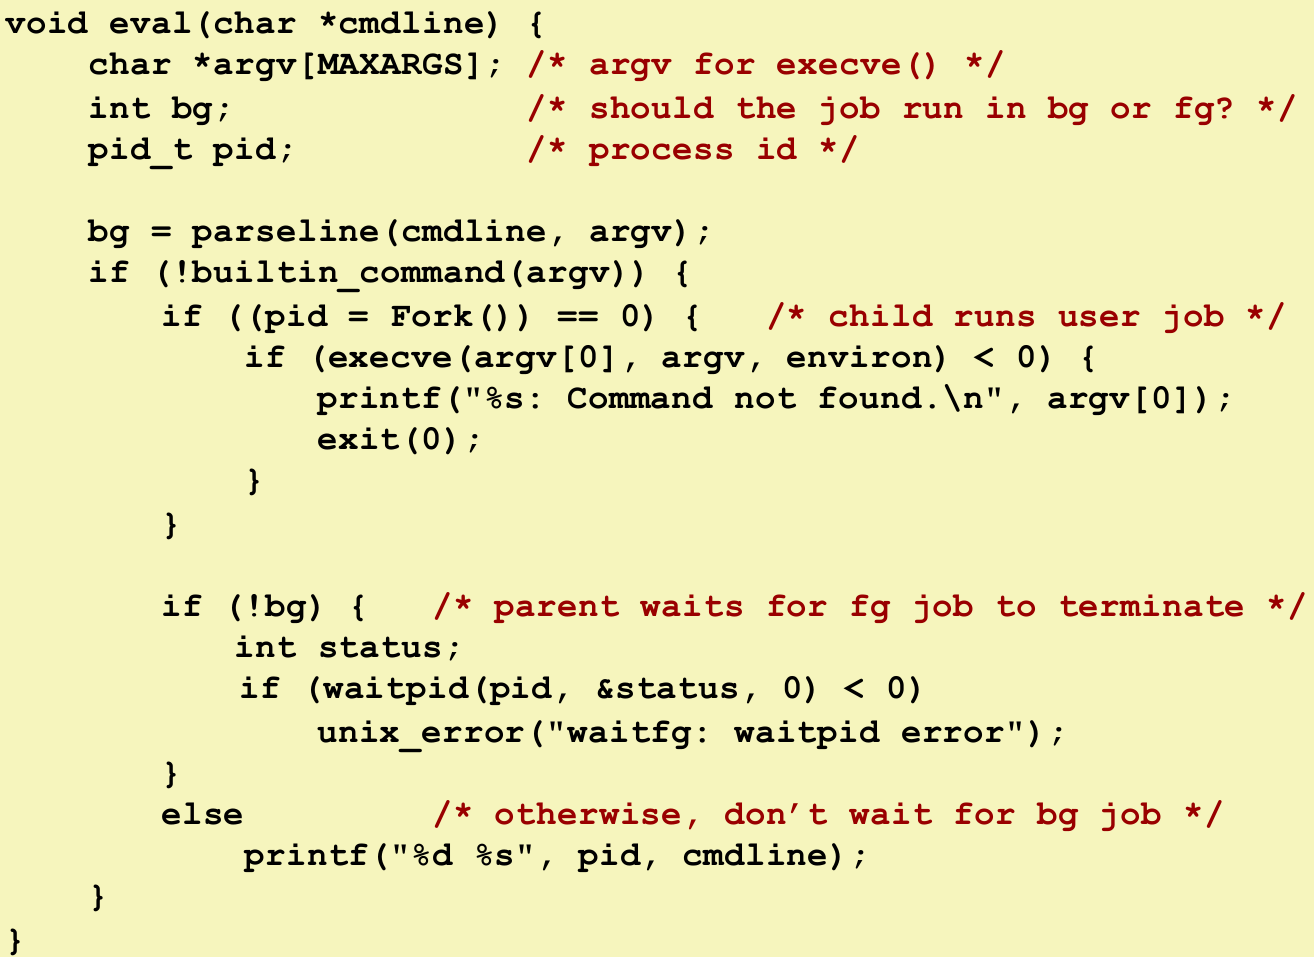 void eval(char *cmdline) {
    char *argv[MAXARGS]; /* argv for execve() */
    int bg;              /* should the job run in bg or fg? */
    pid_t pid;           /* process id */

    bg = parseline(cmdline, argv);
    if (!builtin_command(argv)) {
        if ((pid = Fork()) == 0) {   /* child runs user job */
            if (execve(argv[0], argv, environ) < 0) {
                printf("%s: Command not found.\n", argv[0]);
                exit(0);
            }
        }

        if (!bg) {   /* parent waits for fg job to terminate */
            int status;
            if (waitpid(pid, &status, 0) < 0)
                unix_error("waitfg: waitpid error");
        }
        else         /* otherwise, don’t wait for bg job */
            printf("%d %s", pid, cmdline);
    }
}